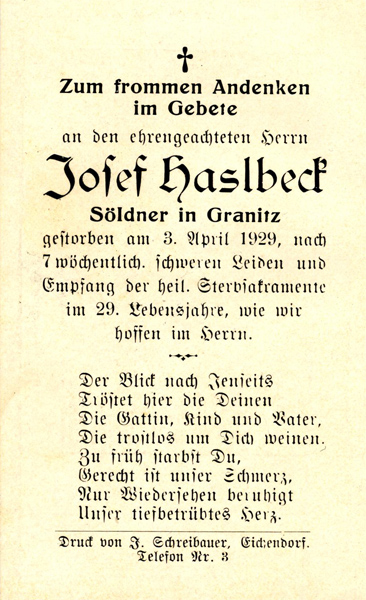 Zum frommen Andenken
im Gebete
an den ehrengeachteten Herrn
Josef Haslbeck
Söldner in Granitz
gestorben am 3. April 1929, nach
7 wöchentlich. schweren Leiden und
Empfang der heil. Sterbsakramente
im 29. Lebensjahre, wie wir
hoffen im Herrn.
Der Blick nach Jenseits
Tröstet hier die Deinen
Die Gattin, Kind und Vater,
Die trostlos um Dich weinen.
Zu früh starbst Du,
Gerecht ist unser Schmerz,
Nur Wiedersehen beruhigt
Unser tiefbetrübtes Herz.
Druck von J. Schreibauer, Eichendorf.
Telefon Nr. 3